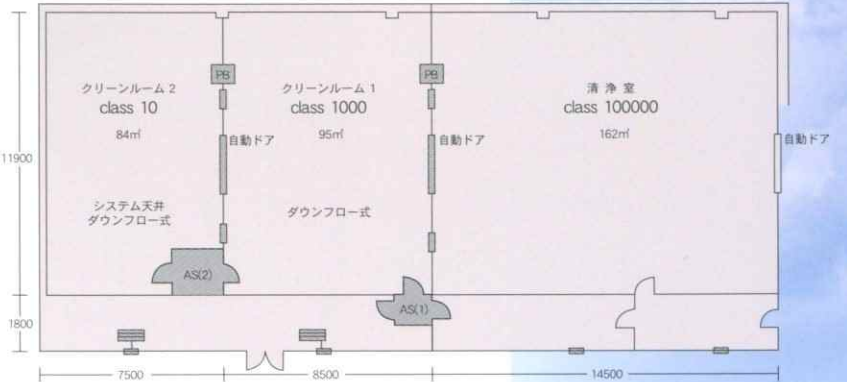 PB
PB
クリーンルーム 2
class 10
84㎡
クリーンルーム 1
class 1000
95㎡
清 浄 室
class 100000
162㎡
自動ドア
自動ドア
自動ドア
11900
システム天井
ダウンフロー式
ダウンフロー式
AS(2)
AS(1)
1800
7500
8500
14500